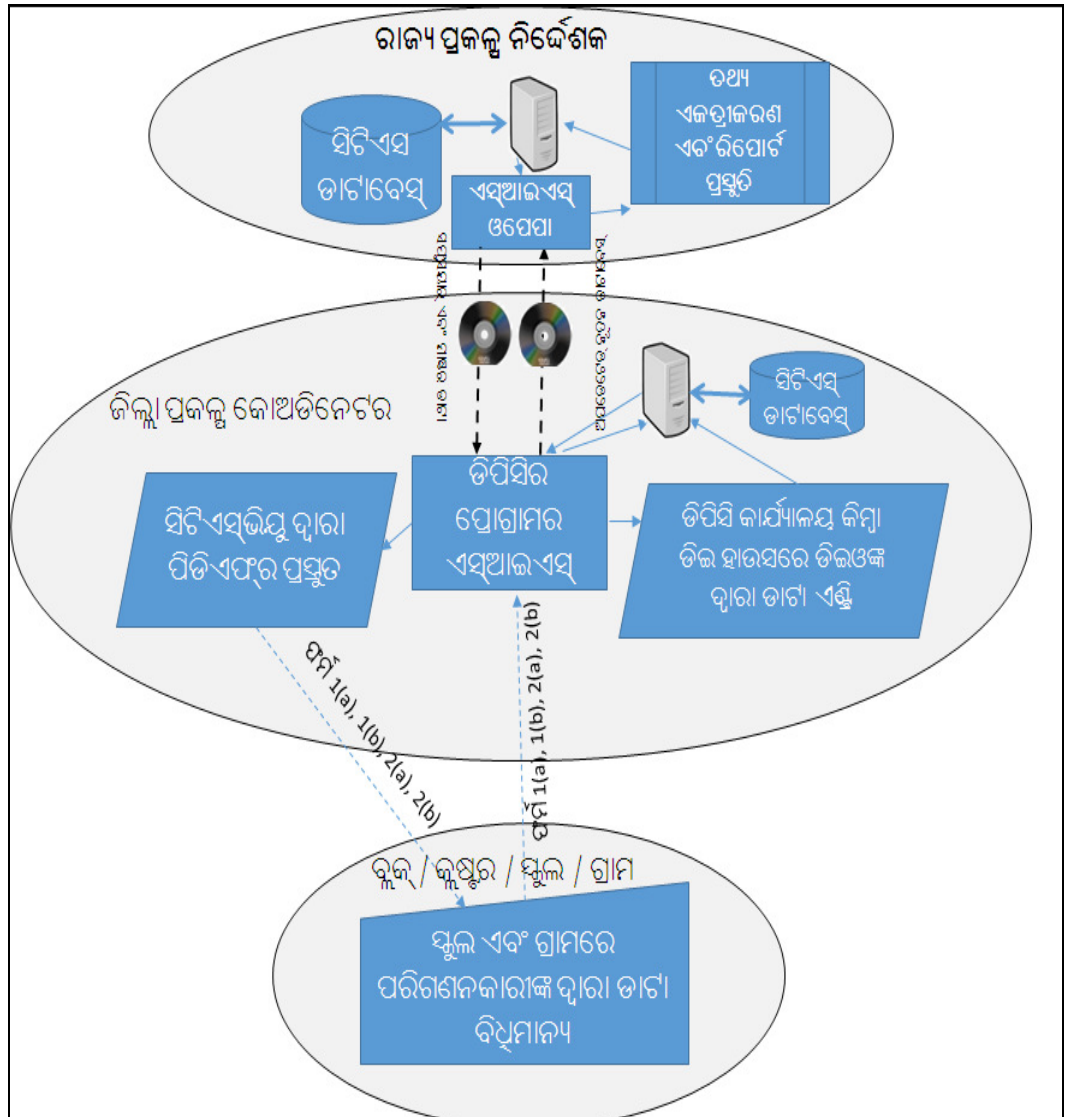 ରାଜ୍ୟ ପ୍ରକଳ୍ପ ନିର୍ଦ୍ଦେଶକ
ସିଟିଏସ
ଡାଟାବେସ୍
ତଥ୍ୟ
ଏକତ୍ରୀକରଣ
ଏବଂ ରିପୋର୍ଟ
ପ୍ରସ୍ତୁତି
ଏସ୍ଆଇଏସ୍
ଓପେପା
ଜିଲ୍ଲା ପ୍ରକଳ୍ପ କୋଅଡିନେଟର
ସିଟିଏସ୍
ଡାଟାବେସ୍
ସିଟିଏସ୍ଭିୟୁ ଦ୍ୱାରା
ପିଡିଏଫ୍‌ର ପ୍ରସ୍ତୁତ
ଡିପିସିର
ପ୍ରୋଗ୍ରାମର
ଏସ୍ଆଇଏସ୍
ଡିପିସି କାର୍ଯ୍ୟାଳୟ କିମ୍ବା
ଡିଇ ହାଉସରେ ଡିଇଓଙ୍କ
ଦ୍ୱାରା ଡାଟା ଏଣ୍ଟ୍ରି
ଫର୍ମ 1(a), 1(b), 2(a), 2(b)
ଫର୍ମ 1(a), 1(b), 2(a), 2(b)
ବ୍ଲକ୍ / କ୍ଲଷ୍ଟର / ସ୍କୁଲ / ଗ୍ରାମ
ସ୍କୁଲ ଏବଂ ଗ୍ରାମରେ
ପରିଗଣନକାରୀଙ୍କ ଦ୍ୱାରା ଡାଟା
ବିଧିମାନ୍ୟ